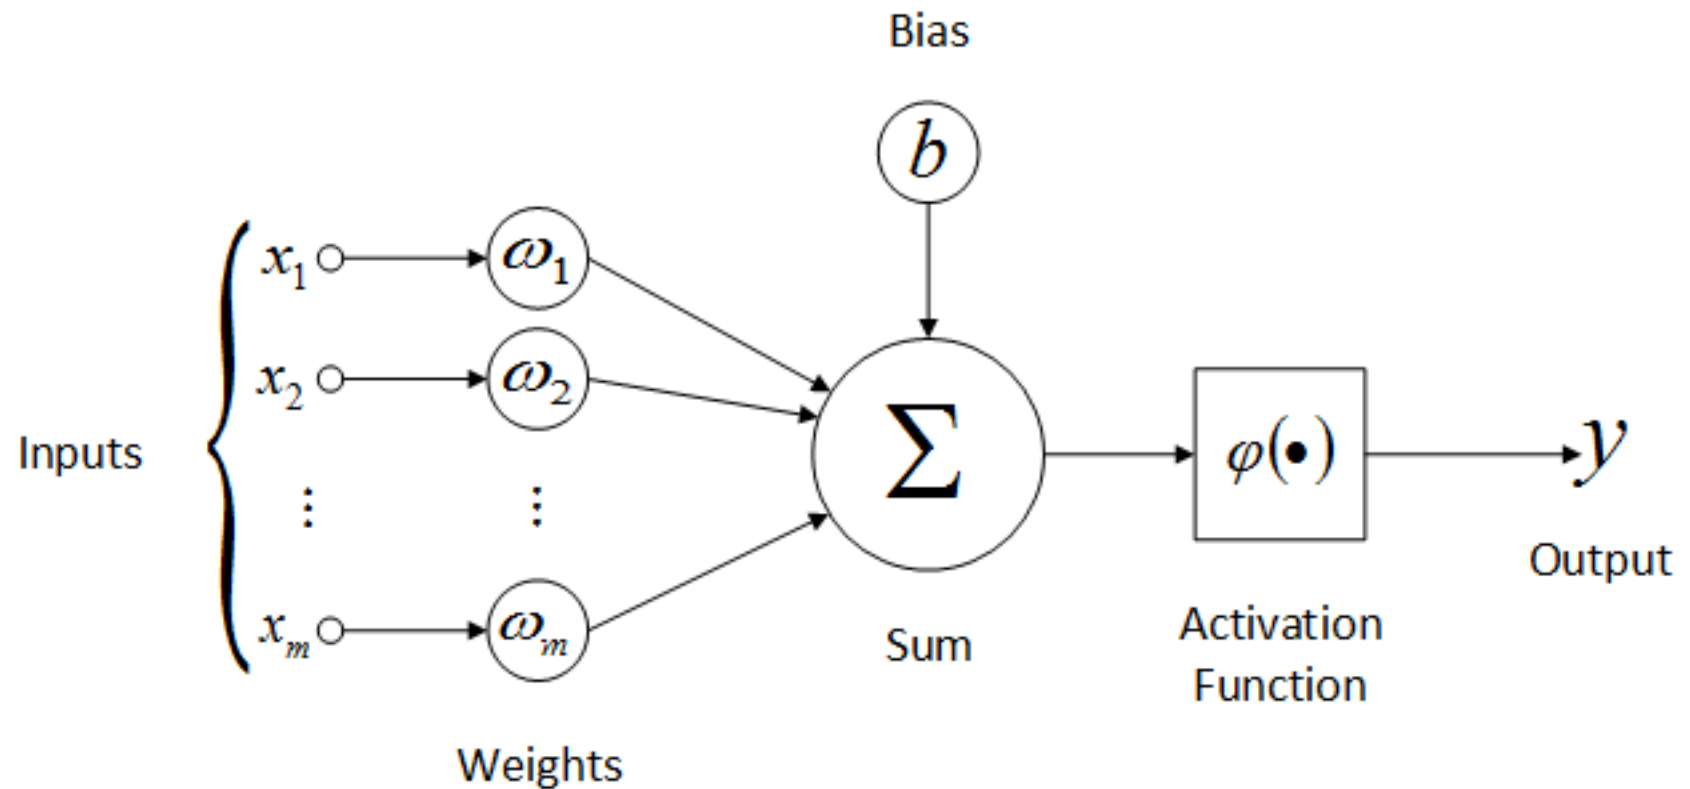 Bias
b
x₁
ω₁
x₂
ω₂
Σ
φ(•)
y
Inputs
⋮
⋮
Output
xₘ
ωₘ
Sum
Activation
Function
Weights